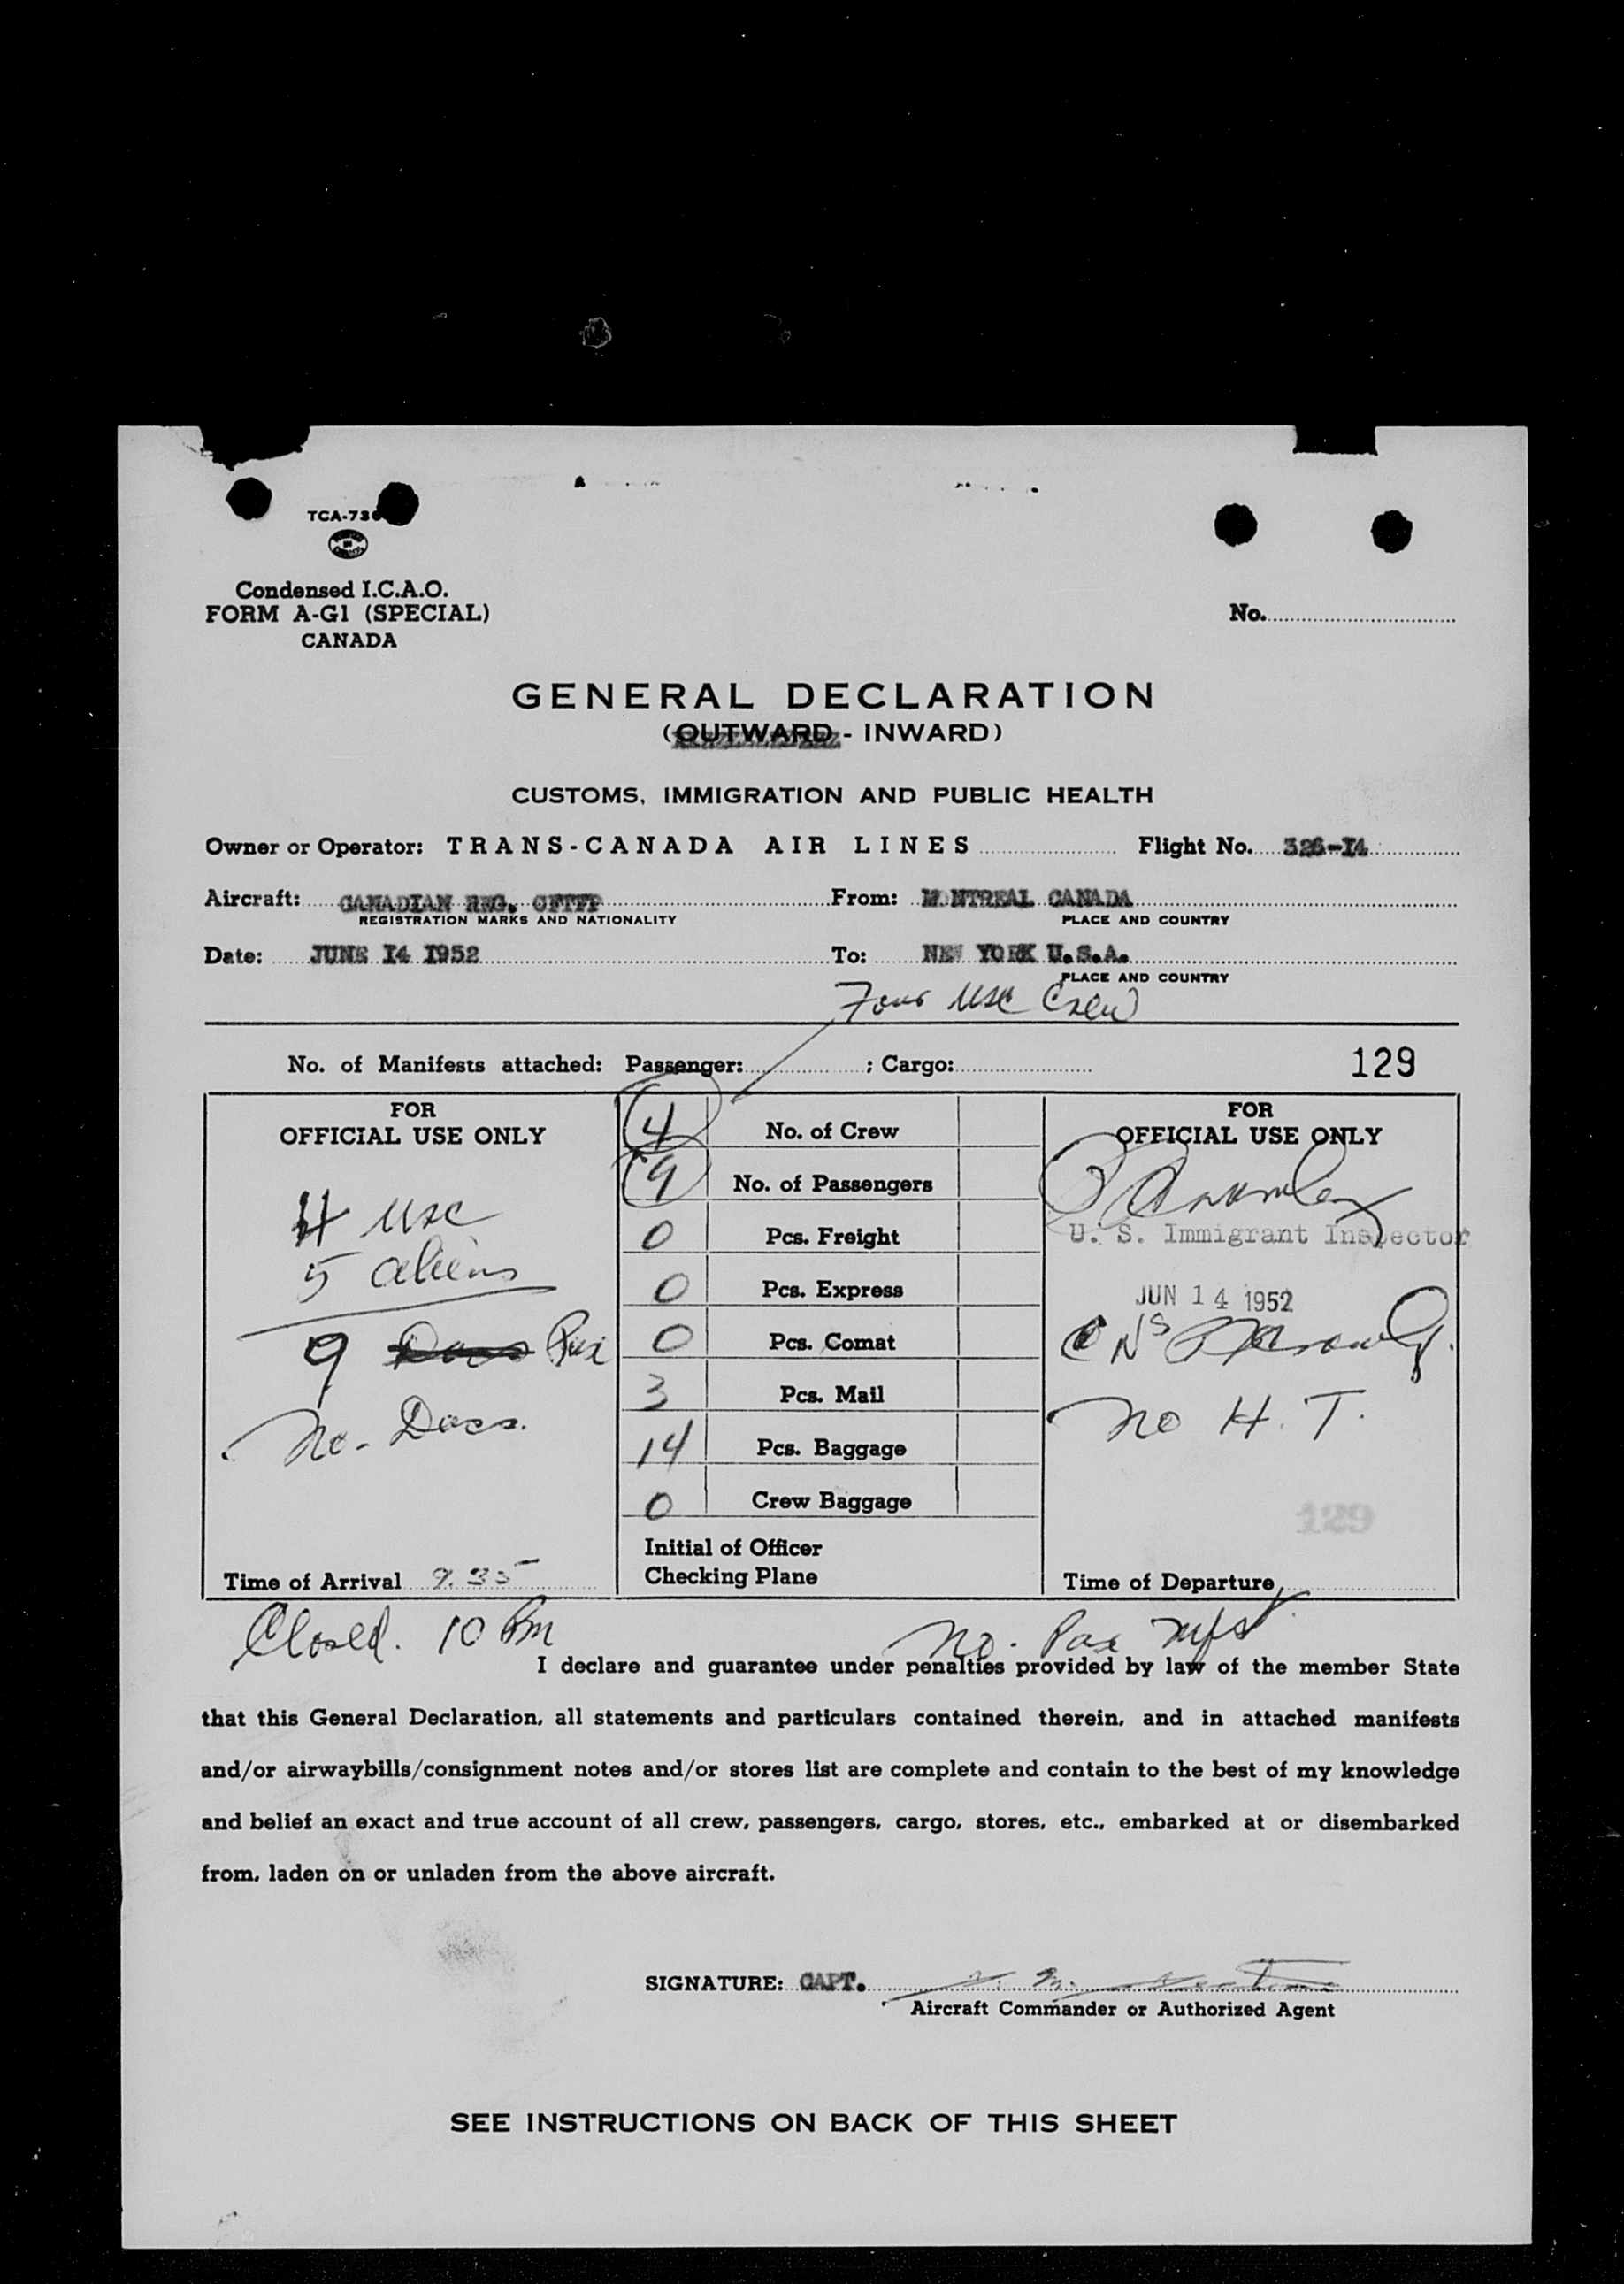 TCA-73
Condensed I.C.A.O.
FORM A-G1 (SPECIAL)
CANADA
No.
GENERAL DECLARATION
(OUTWARD - INWARD)
CUSTOMS, IMMIGRATION AND PUBLIC HEALTH
Owner or Operator: TRANS-CANADA AIR LINES Flight No. 326-I4
Aircraft: CANADIAN REG. From: MONTREAL CANADA
REGISTRATION MARKS AND NATIONALITY PLACE AND COUNTRY
Date: JUNE I4 I952 To: NEW YORK U.S.A.
PLACE AND COUNTRY
Four USC Crew
No. of Manifests attached: Passenger: ; Cargo: 129
FOR
OFFICIAL USE ONLY
4 USC
5 aliens
9 Pax
No. Docs.
Time of Arrival 9.35
4 No. of Crew
9 No. of Passengers
0 Pcs. Freight
0 Pcs. Express
0 Pcs. Comat
3 Pcs. Mail
14 Pcs. Baggage
0 Crew Baggage
Initial of Officer
Checking Plane
FOR
OFFICIAL USE ONLY
U. S. Immigrant Inspector
JUN 14 1952
No H. T.
129
Time of Departure
Closed. 10 Pm
No. Pax Mfst
I declare and guarantee under penalties provided by law of the member State
that this General Declaration, all statements and particulars contained therein, and in attached manifests
and/or airwaybills/consignment notes and/or stores list are complete and contain to the best of my knowledge
and belief an exact and true account of all crew, passengers, cargo, stores, etc., embarked at or disembarked
from, laden on or unladen from the above aircraft.
SIGNATURE: CAPT.
Aircraft Commander or Authorized Agent
SEE INSTRUCTIONS ON BACK OF THIS SHEET